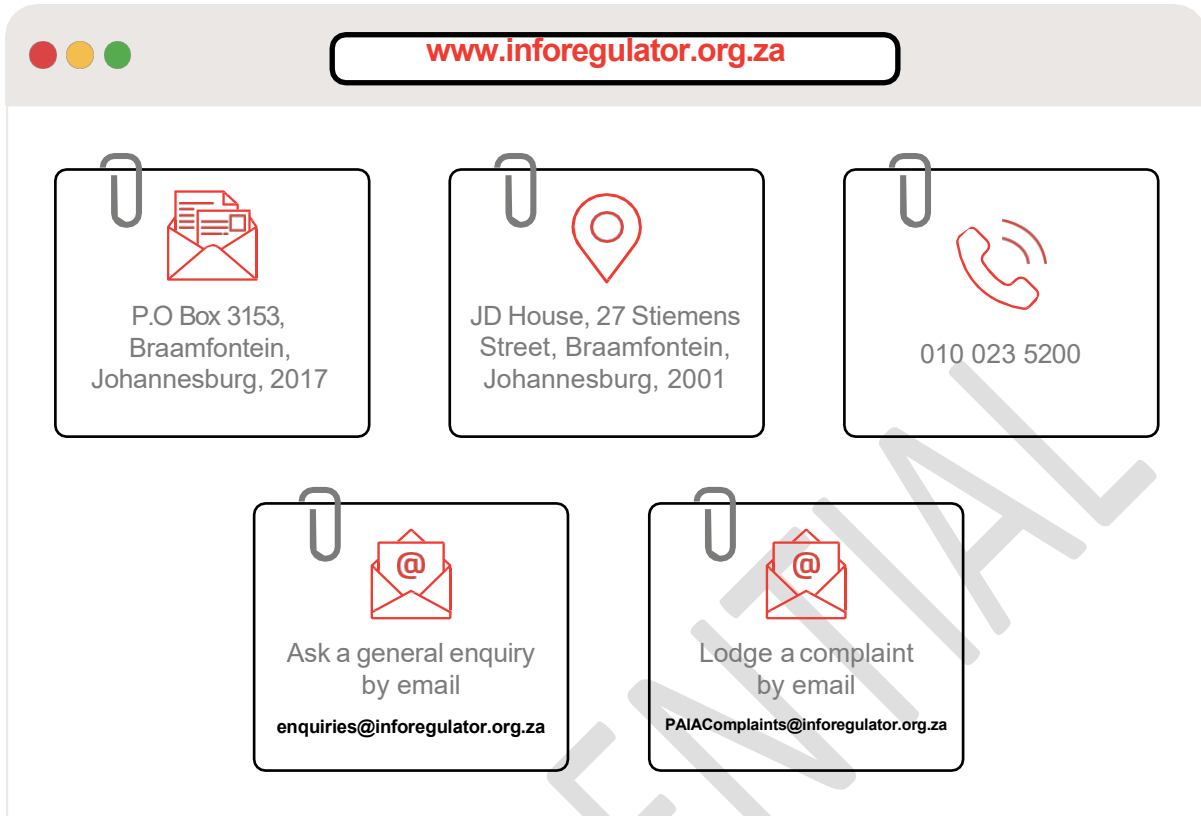 www.inforegulator.org.za
P.O Box 3153,
Braamfontein,
Johannesburg, 2017
JD House, 27 Stiemens
Street, Braamfontein,
Johannesburg, 2001
010 023 5200
@
Ask a general enquiry
by email
enquiries@inforegulator.org.za
@
Lodge a complaint
by email
PAIAComplaints@inforegulator.org.za
ENTIAL